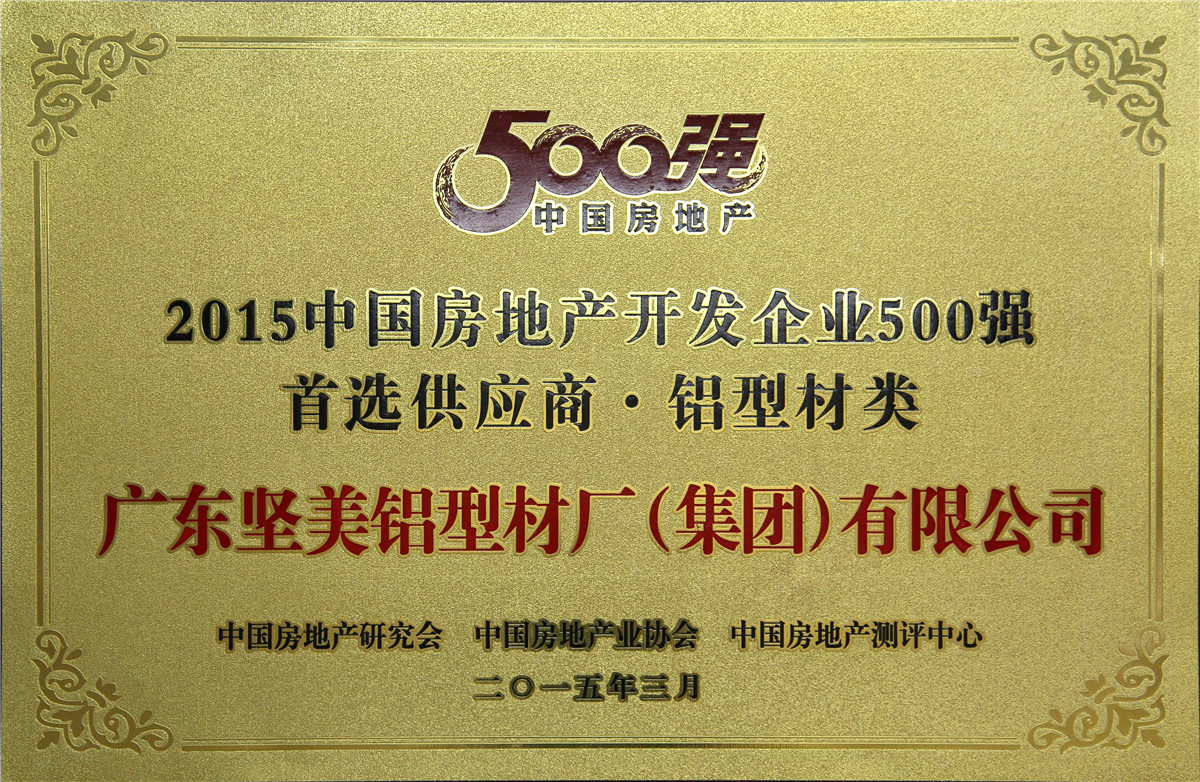 500强
中国房地产
2015中国房地产开发企业500强
首选供应商·铝型材类
广东坚美铝型材厂(集团)有限公司
中国房地产研究会 中国房地产业协会 中国房地产测评中心
二〇一五年三月